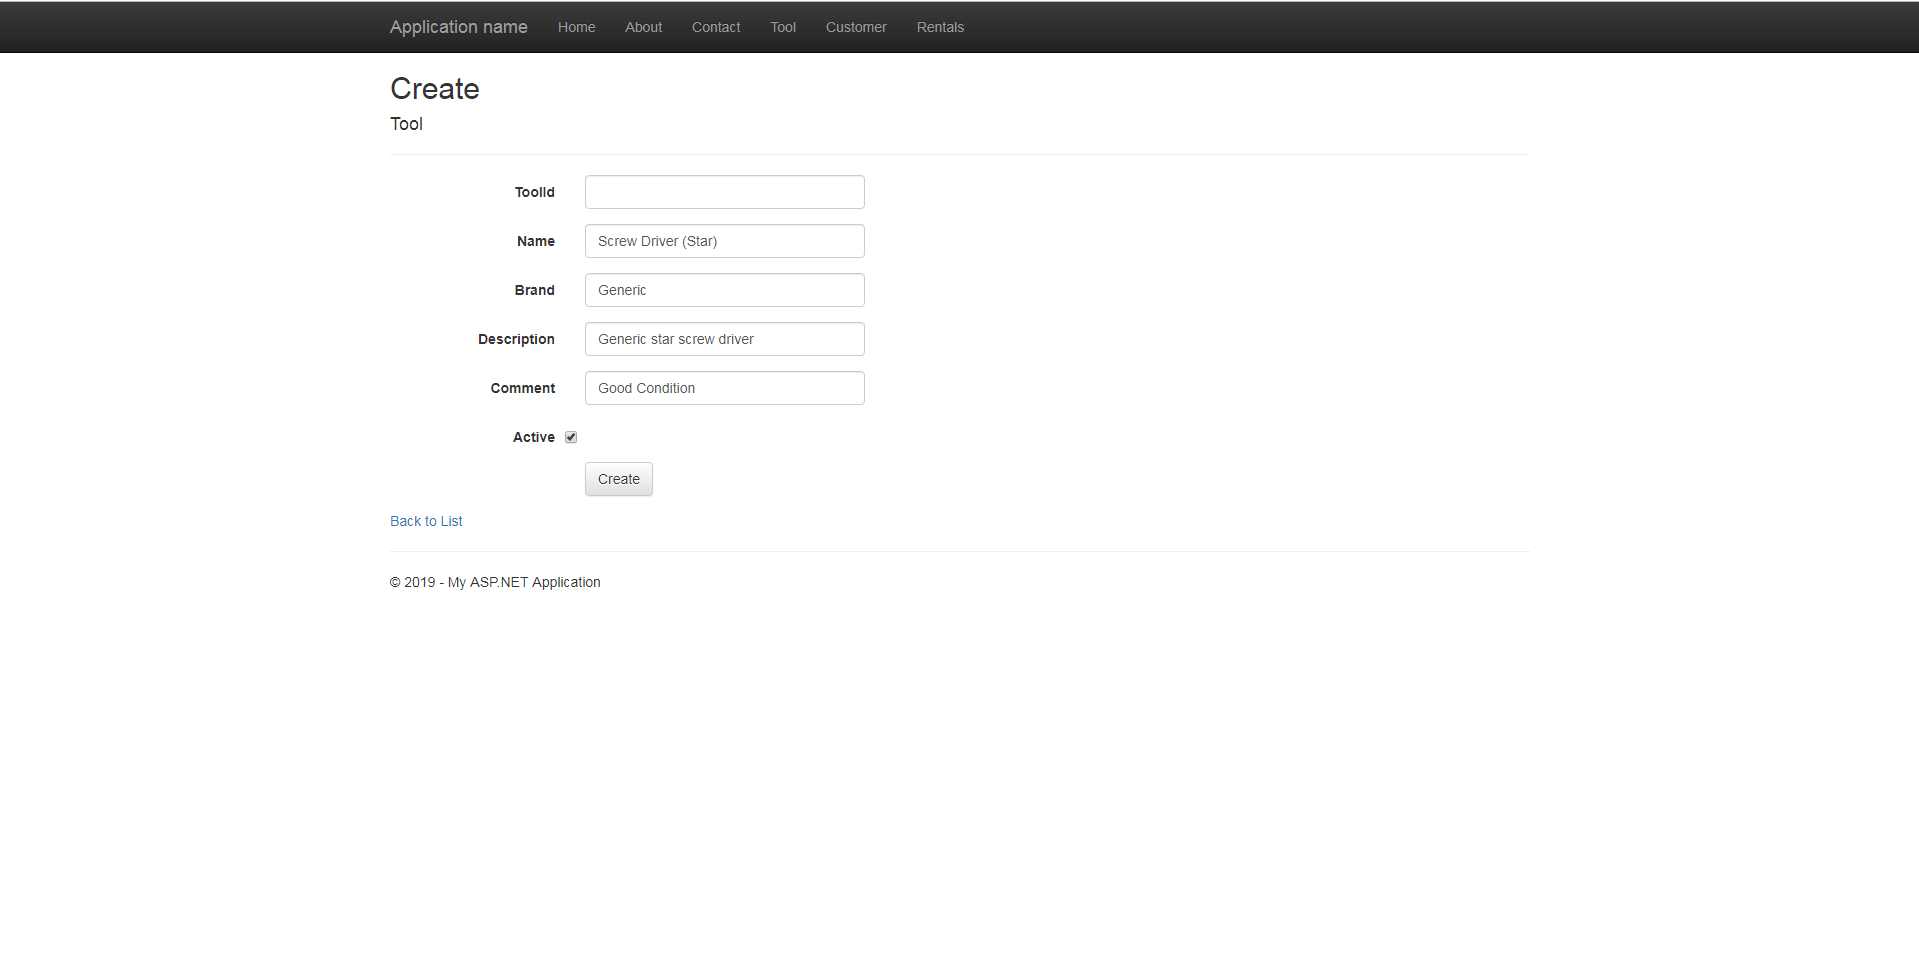 Application name Home About Contact Tool Customer Rentals
Create
Tool
ToolId
Name Screw Driver (Star)
Brand Generic
Description Generic star screw driver
Comment Good Condition
Active
Create
Back to List
© 2019 - My ASP.NET Application